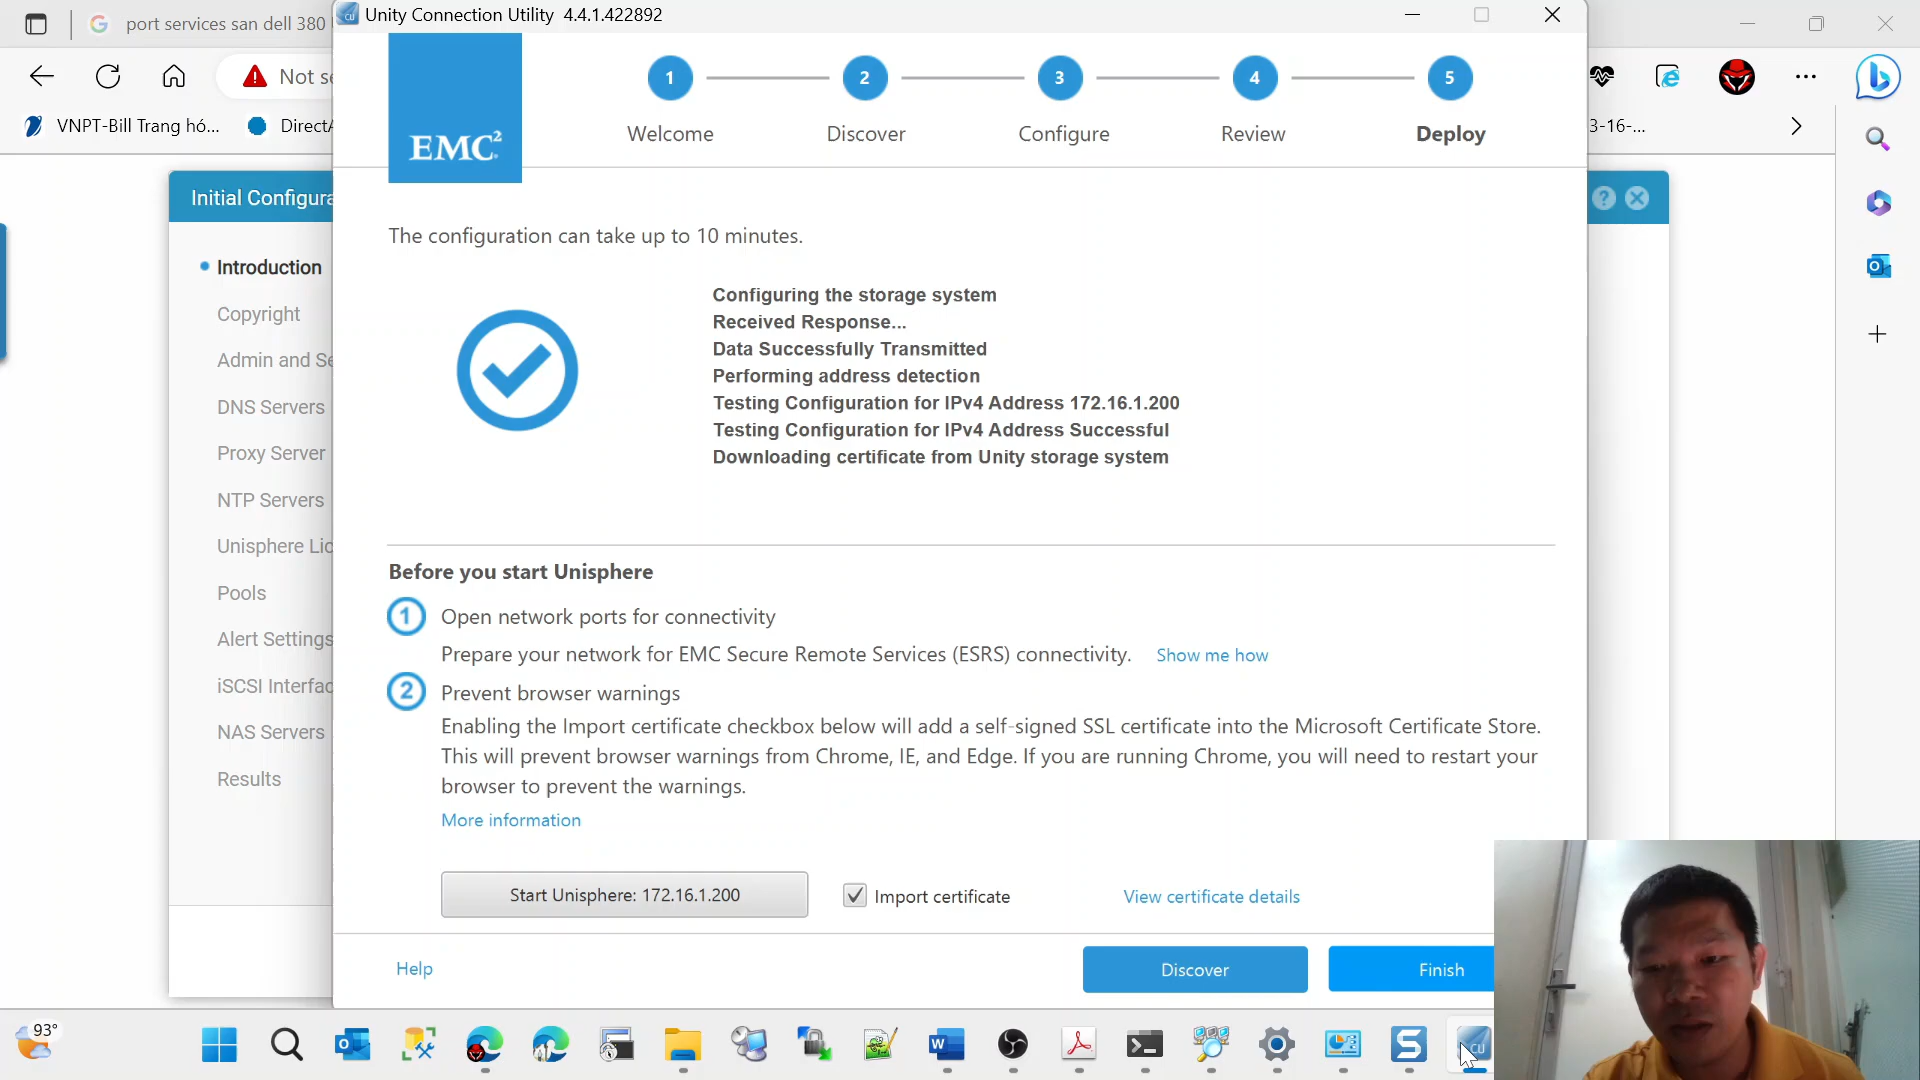 port services san dell 380
Unity Connection Utility 4.4.1.422892
Not se
VNPT-Bill Trang hó...
DirectA
3-16-...
EMC²
1
2
3
4
5
Welcome
Discover
Configure
Review
Deploy
Initial Configura
Introduction
Copyright
Admin and Se
DNS Servers
Proxy Server
NTP Servers
Unisphere Lic
Pools
Alert Settings
iSCSI Interfac
NAS Servers
Results
The configuration can take up to 10 minutes.
Configuring the storage system
Received Response...
Data Successfully Transmitted
Performing address detection
Testing Configuration for IPv4 Address 172.16.1.200
Testing Configuration for IPv4 Address Successful
Downloading certificate from Unity storage system
Before you start Unisphere
1 Open network ports for connectivity
Prepare your network for EMC Secure Remote Services (ESRS) connectivity. Show me how
2 Prevent browser warnings
Enabling the Import certificate checkbox below will add a self-signed SSL certificate into the Microsoft Certificate Store.
This will prevent browser warnings from Chrome, IE, and Edge. If you are running Chrome, you will need to restart your
browser to prevent the warnings.
More information
Start Unisphere: 172.16.1.200
Import certificate
View certificate details
Help
Discover
Finish
93°